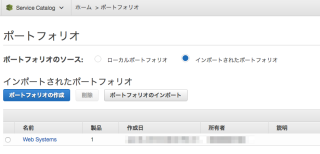 Service Catalog ホーム > ポートフォリオ
ポートフォリオ
ポートフォリオのソース: ローカルポートフォリオ インポートされたポートフォリオ
インポートされたポートフォリオ
ポートフォリオの作成 削除 ポートフォリオのインポート
名前 製品 作成日 所有者 説明
Web Systems 1